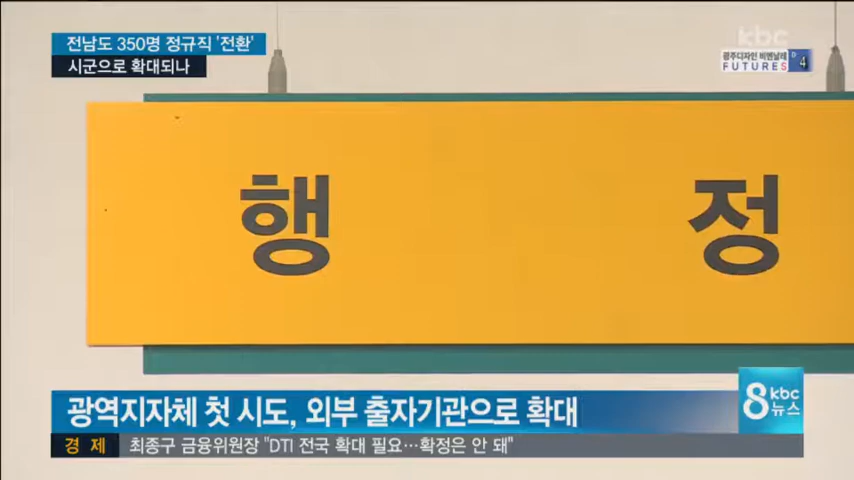 전남도 350명 정규직 '전환'
시군으로 확대되나
kbc
광주디자인 비엔날레
FUTURES
D
4
행 정
광역지자체 첫 시도, 외부 출자기관으로 확대
8 kbc
뉴스
경 제 최종구 금융위원장 "DTI 전국 확대 필요…확정은 안 돼"